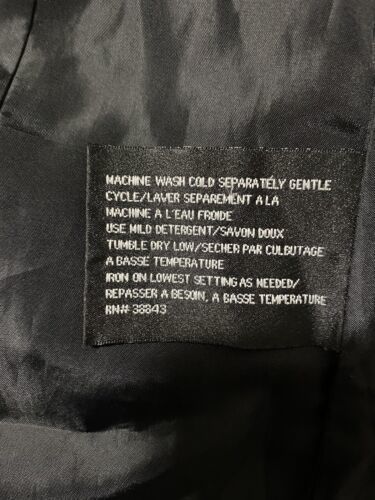 MACHINE WASH COLD SEPARATELY GENTLE
CYCLE/LAVER SEPAREMENT A LA
MACHINE A L'EAU FROIDE
USE MILD DETERGENT/SAVON DOUX
TUMBLE DRY LOW/SECHER PAR CULBUTAGE
A BASSE TEMPERATURE
IRON ON LOWEST SETTING AS NEEDED/
REPASSER A BESOIN, A BASSE TEMPERATURE
RN# 38843